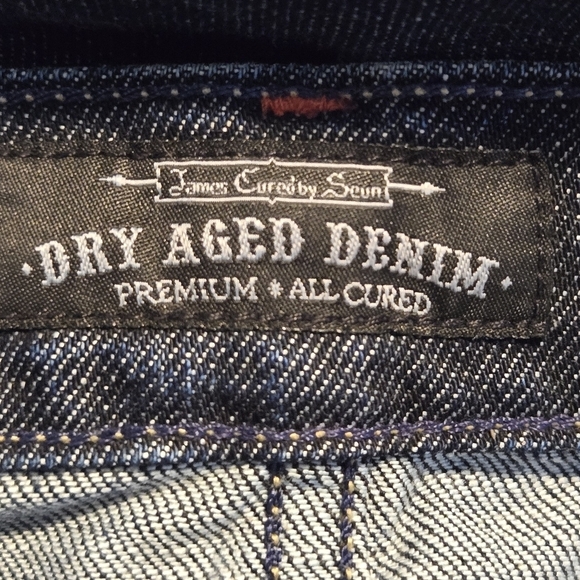 James Cured by Seun
·DRY AGED DENIM·
PREMIUM * ALL CURED